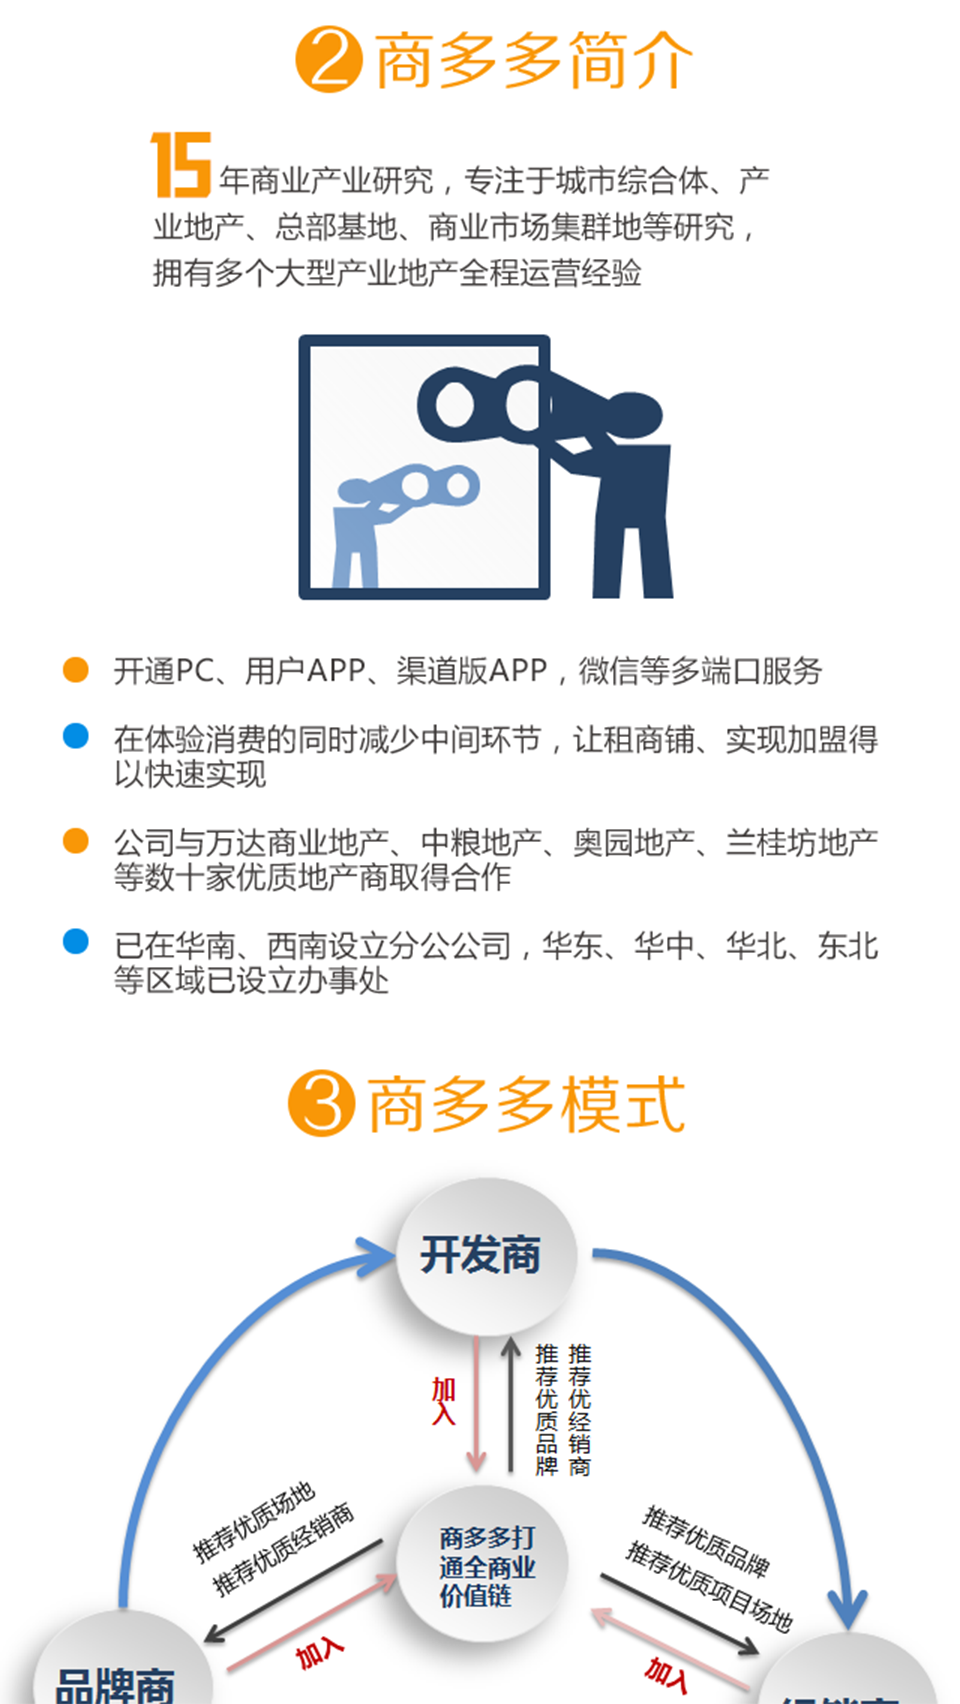 2 商多多简介
15年商业产业研究，专注于城市综合体、产
业地产、总部基地、商业市场集群地等研究，
拥有多个大型产业地产全程运营经验
开通PC、用户APP、渠道版APP，微信等多端口服务
在体验消费的同时减少中间环节，让租商铺、实现加盟得
以快速实现
公司与万达商业地产、中粮地产、奥园地产、兰桂坊地产
等数十家优质地产商取得合作
已在华南、西南设立分公公司，华东、华中、华北、东北
等区域已设立办事处
3 商多多模式
开发商
加入
推荐优质品牌
推荐优经销商
推荐优质场地
推荐优质经销商
商多多打
通全商业
价值链
推荐优质品牌
推荐优质项目场地
加入
加入
品牌商
经销商